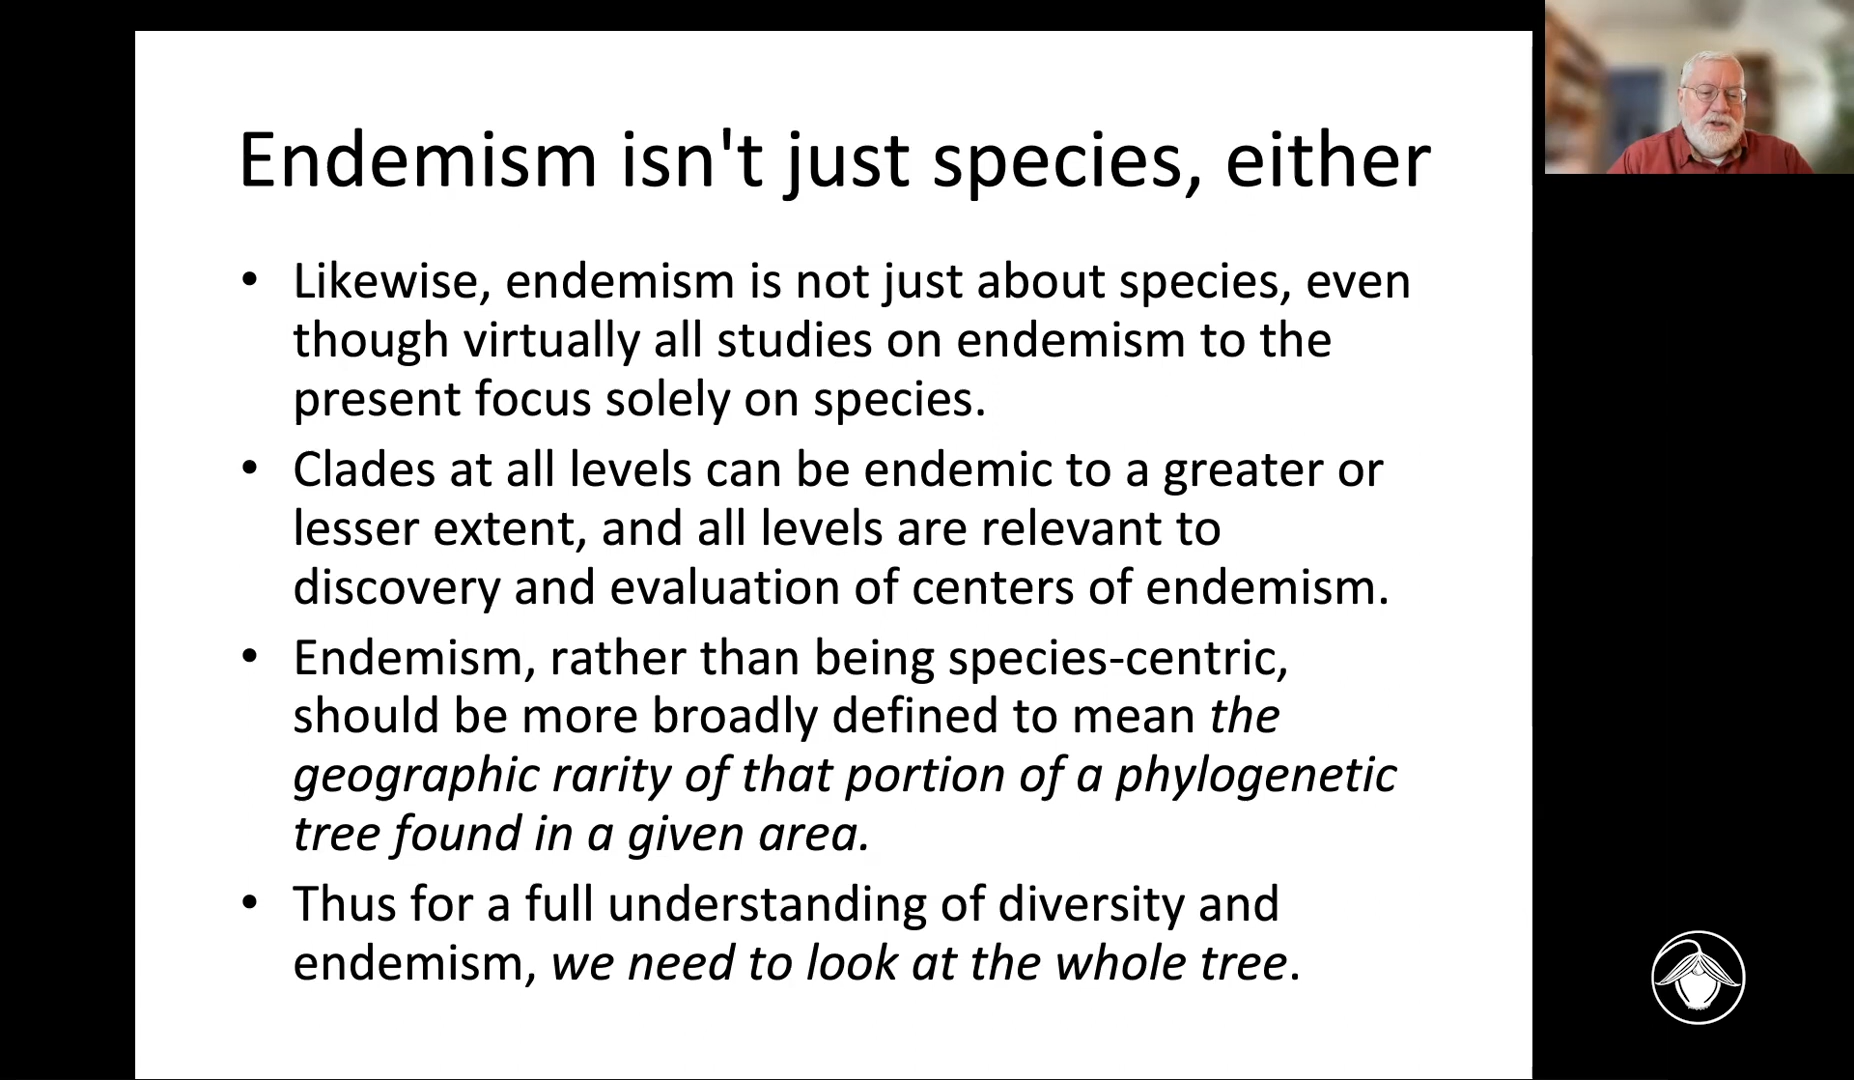 Endemism isn't just species, either
• Likewise, endemism is not just about species, even
though virtually all studies on endemism to the
present focus solely on species.
• Clades at all levels can be endemic to a greater or
lesser extent, and all levels are relevant to
discovery and evaluation of centers of endemism.
• Endemism, rather than being species-centric,
should be more broadly defined to mean the
geographic rarity of that portion of a phylogenetic
tree found in a given area.
• Thus for a full understanding of diversity and
endemism, we need to look at the whole tree.